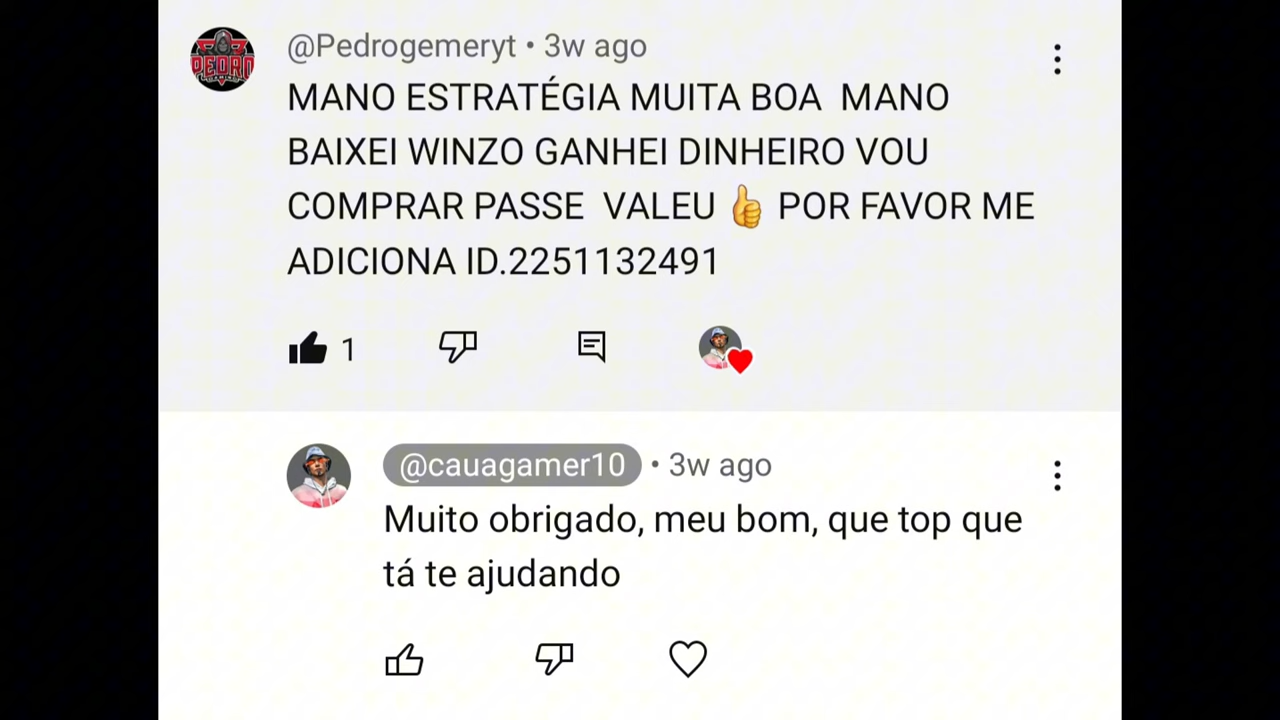 @Pedrogemeryt • 3w ago
MANO ESTRATÉGIA MUITA BOA MANO
BAIXEI WINZO GANHEI DINHEIRO VOU
COMPRAR PASSE VALEU 👍 POR FAVOR ME
ADICIONA ID.2251132491
1
@cauagamer10 • 3w ago
Muito obrigado, meu bom, que top que
tá te ajudando